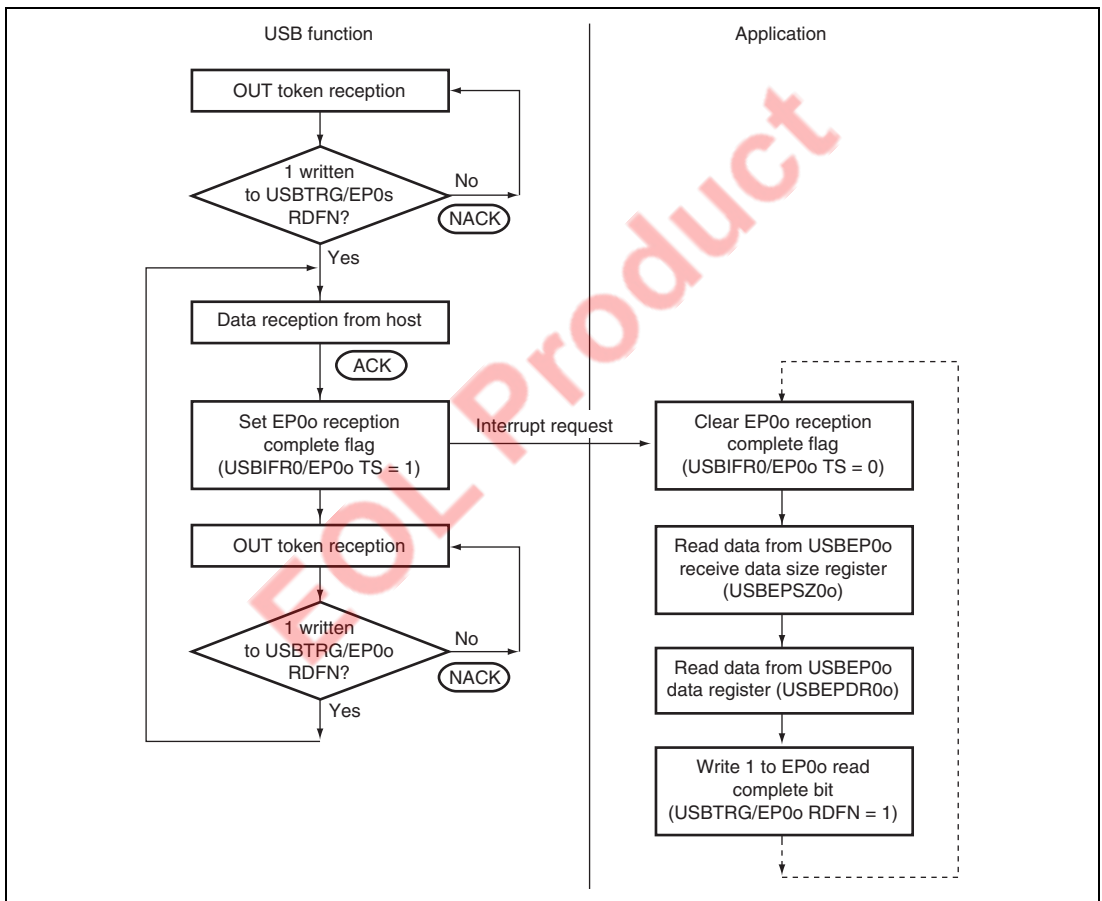 USB function
Application
OUT token reception
1 written
to USBTRG/EP0s
RDFN?
No
NACK
Yes
Data reception from host
ACK
Set EP0o reception
complete flag
(USBIFR0/EP0o TS = 1)
Interrupt request
Clear EP0o reception
complete flag
(USBIFR0/EP0o TS = 0)
OUT token reception
Read data from USBEP0o
receive data size register
(USBEPSZ0o)
1 written
to USBTRG/EP0o
RDFN?
No
NACK
Yes
Read data from USBEP0o
data register (USBEPDR0o)
Write 1 to EP0o read
complete bit
(USBTRG/EP0o RDFN = 1)
EOL Product